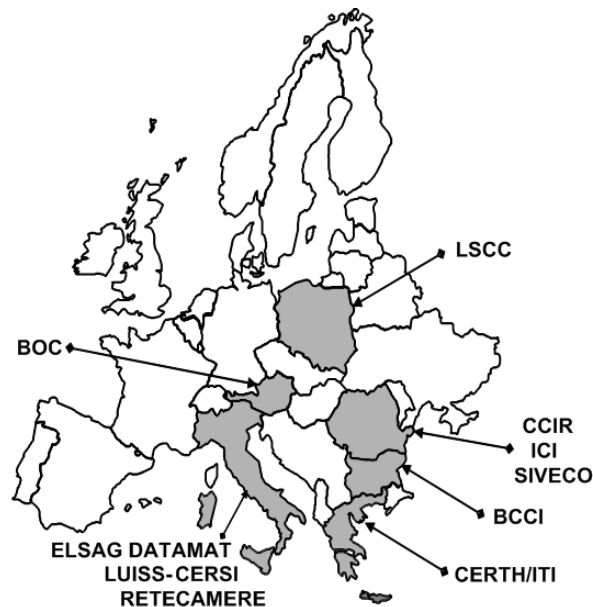 LSCC
BOC
CCIR
ICI
SIVECO
BCCI
ELSAG DATAMAT
LUISS-CERSI
RETECAMERE
CERTH/ITI